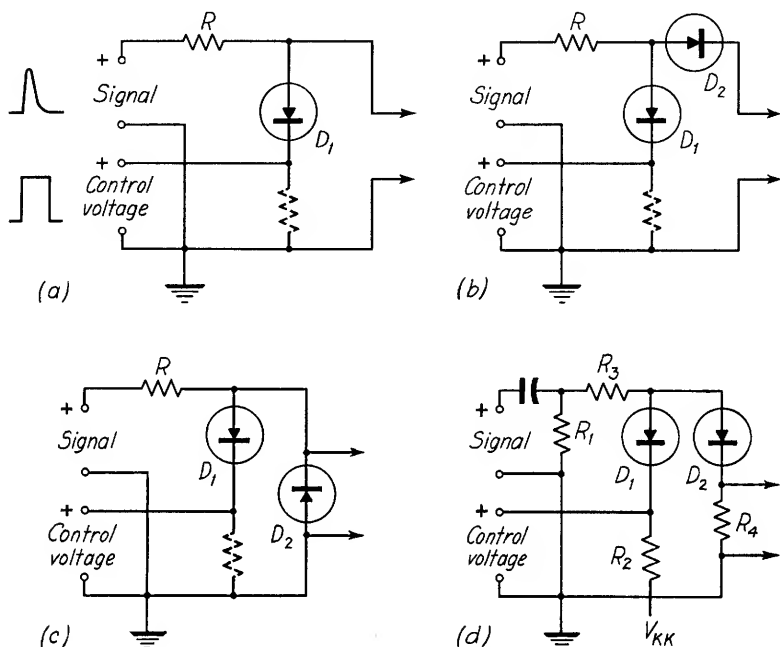 R
+
Signal
+
Control
voltage
D1
(a)
R
D2
+
Signal
+
Control
voltage
D1
(b)
R
+
Signal
+
Control
voltage
D1
D2
(c)
R3
+
Signal
R1
+
Control
voltage
D1
D2
R4
R2
VKK
(d)